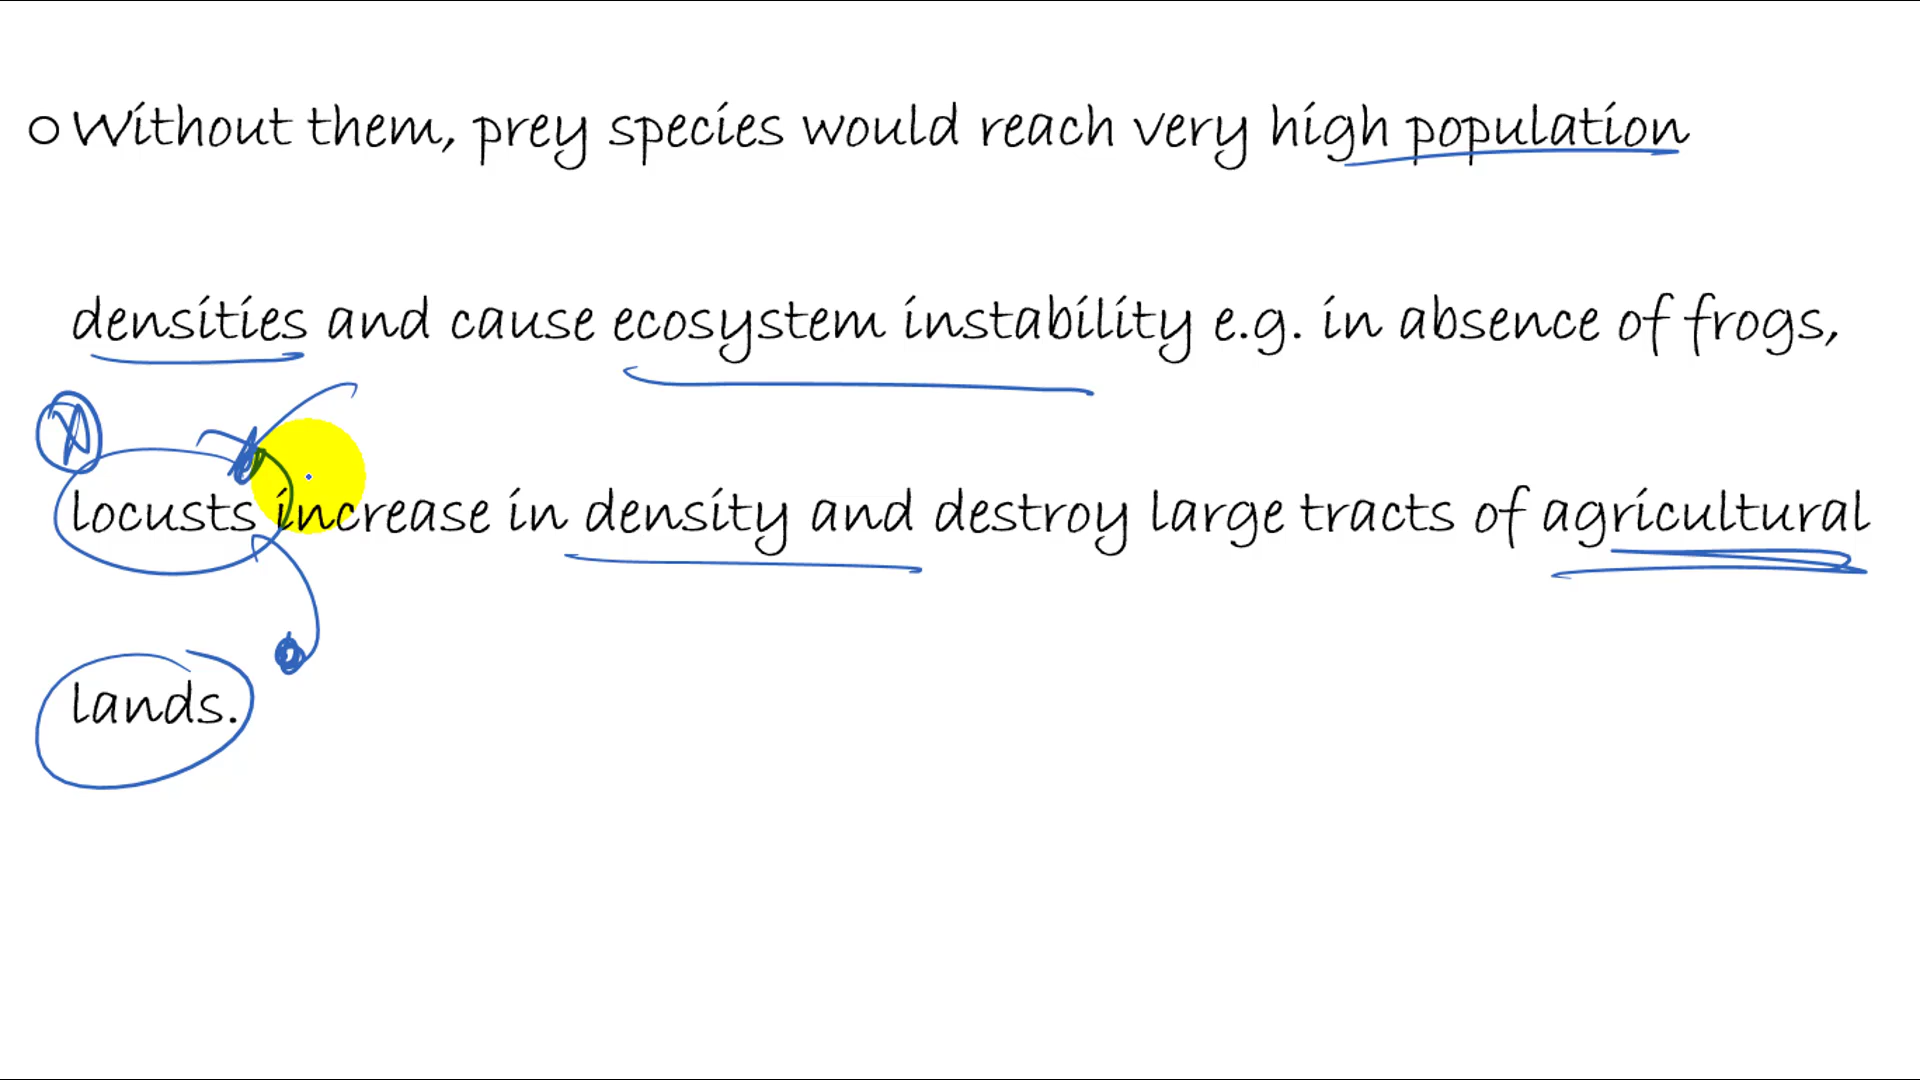 ○ Without them, prey species would reach very high population
densities and cause ecosystem instability e.g. in absence of frogs,
locusts increase in density and destroy large tracts of agricultural
lands.